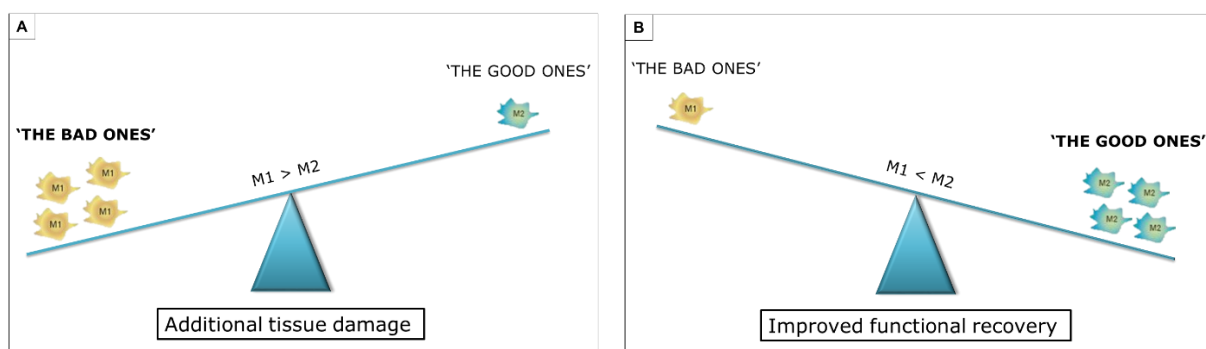 A
'THE GOOD ONES'
M2
'THE BAD ONES'
M1
M1
M1
M1
M1 > M2
Additional tissue damage
B
'THE BAD ONES'
M1
'THE GOOD ONES'
M1 < M2
M2
M2
M2
M2
Improved functional recovery